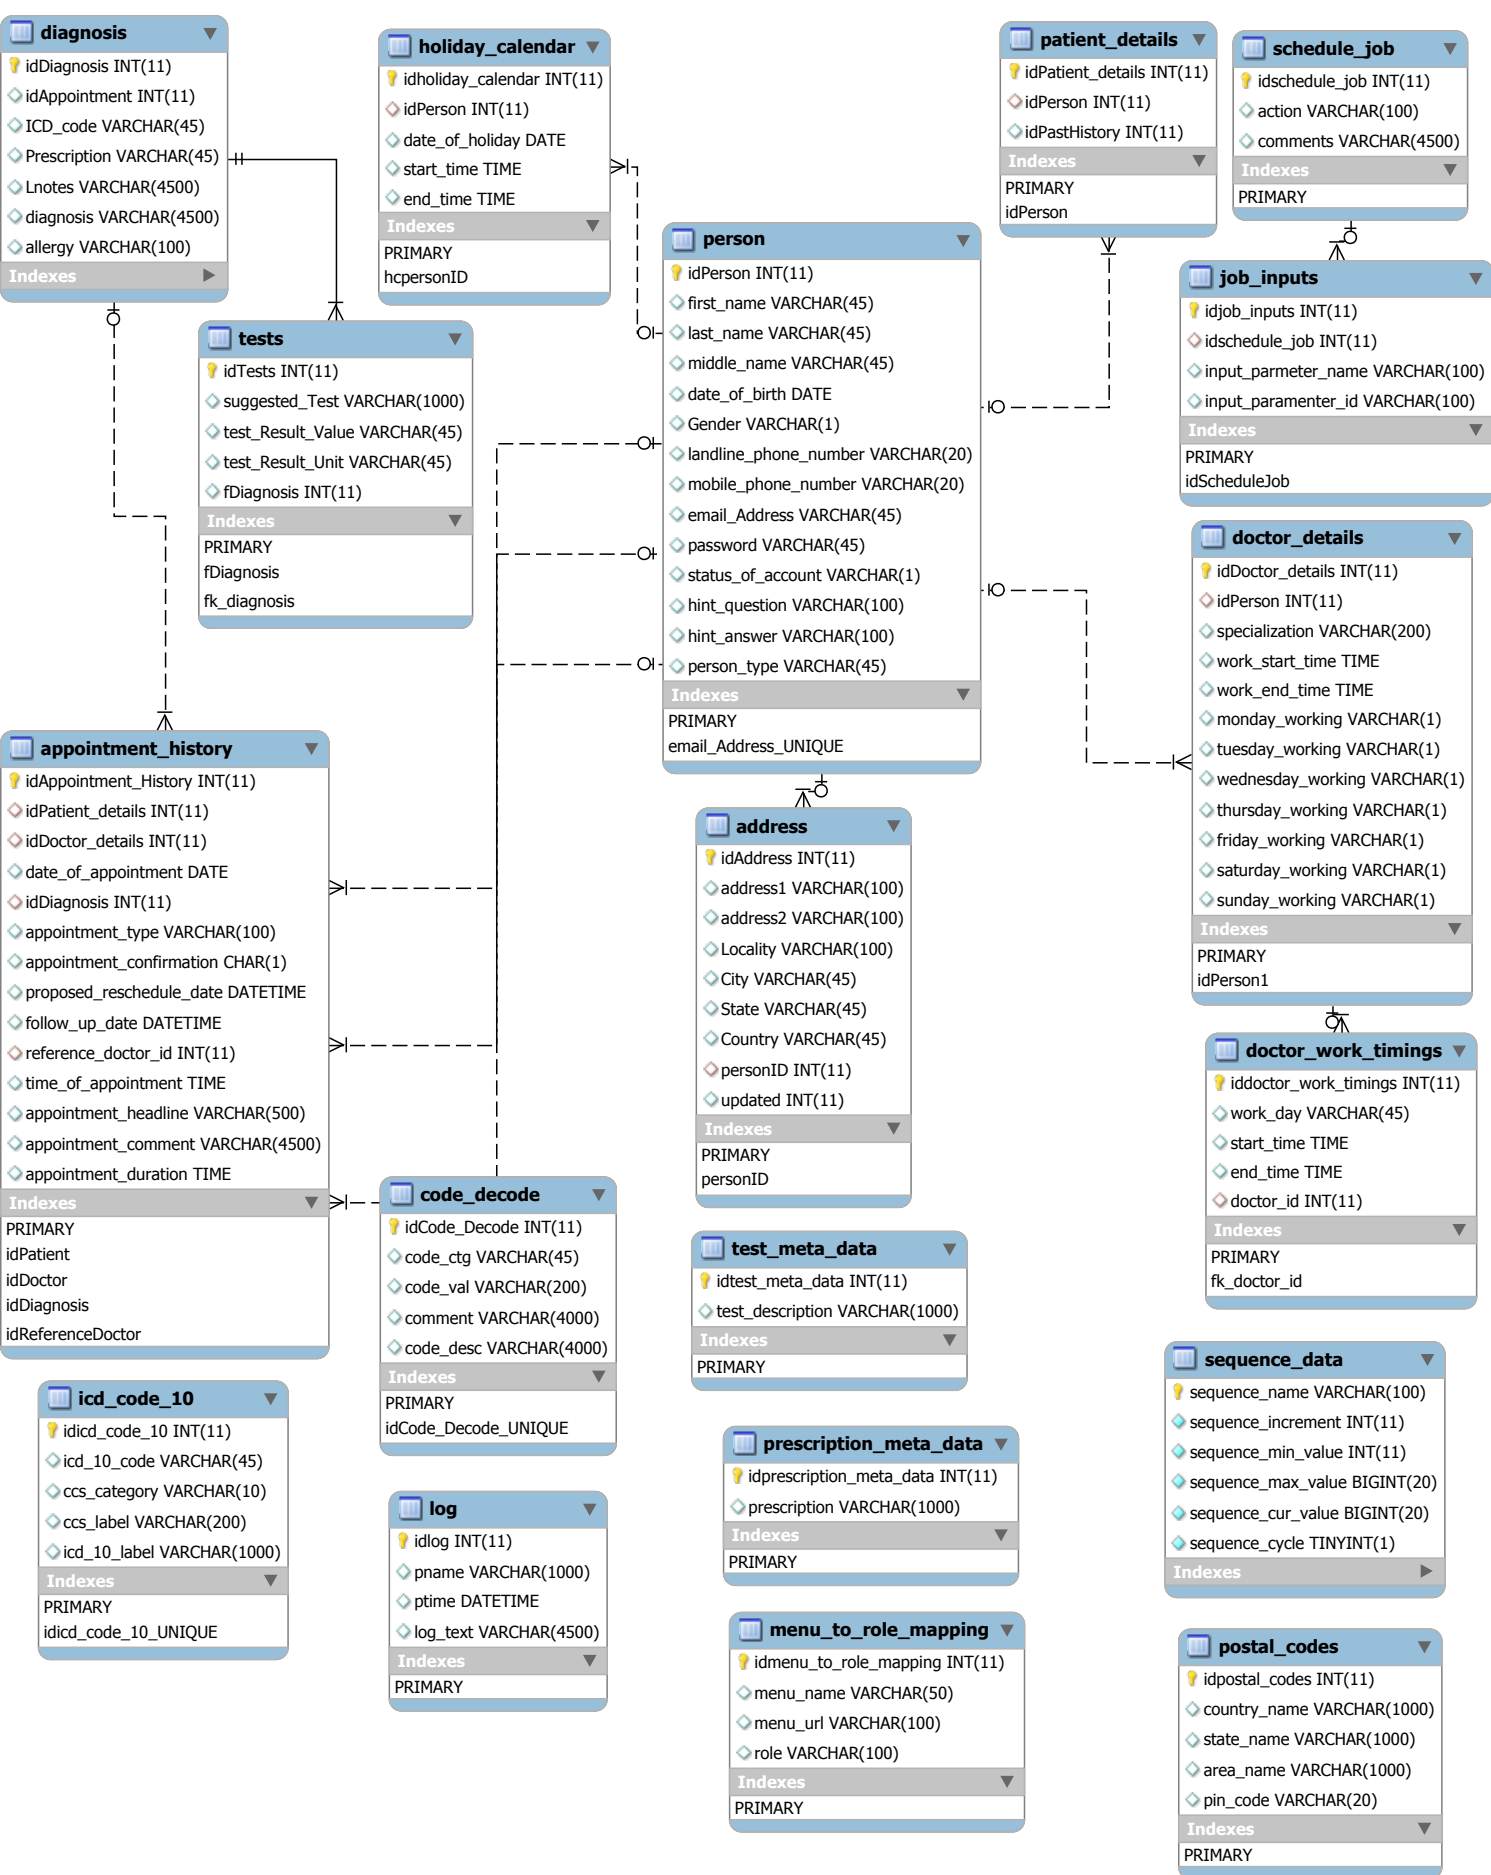 diagnosis
idDiagnosis INT(11)
idAppointment INT(11)
ICD_code VARCHAR(45)
Prescription VARCHAR(45)
Lnotes VARCHAR(4500)
diagnosis VARCHAR(4500)
allergy VARCHAR(100)
Indexes
holiday_calendar
idholiday_calendar INT(11)
idPerson INT(11)
date_of_holiday DATE
start_time TIME
end_time TIME
Indexes
PRIMARY
hcpersonID
patient_details
idPatient_details INT(11)
idPerson INT(11)
idPastHistory INT(11)
Indexes
PRIMARY
idPerson
schedule_job
idschedule_job INT(11)
action VARCHAR(100)
comments VARCHAR(4500)
Indexes
PRIMARY
person
idPerson INT(11)
first_name VARCHAR(45)
last_name VARCHAR(45)
middle_name VARCHAR(45)
date_of_birth DATE
Gender VARCHAR(1)
landline_phone_number VARCHAR(20)
mobile_phone_number VARCHAR(20)
email_Address VARCHAR(45)
password VARCHAR(45)
status_of_account VARCHAR(1)
hint_question VARCHAR(100)
hint_answer VARCHAR(100)
person_type VARCHAR(45)
Indexes
PRIMARY
email_Address_UNIQUE
job_inputs
idjob_inputs INT(11)
idschedule_job INT(11)
input_parmeter_name VARCHAR(100)
input_paramenter_id VARCHAR(100)
Indexes
PRIMARY
idScheduleJob
tests
idTests INT(11)
suggested_Test VARCHAR(1000)
test_Result_Value VARCHAR(45)
test_Result_Unit VARCHAR(45)
fDiagnosis INT(11)
Indexes
PRIMARY
fDiagnosis
fk_diagnosis
doctor_details
idDoctor_details INT(11)
idPerson INT(11)
specialization VARCHAR(200)
work_start_time TIME
work_end_time TIME
monday_working VARCHAR(1)
tuesday_working VARCHAR(1)
wednesday_working VARCHAR(1)
thursday_working VARCHAR(1)
friday_working VARCHAR(1)
saturday_working VARCHAR(1)
sunday_working VARCHAR(1)
Indexes
PRIMARY
idPerson1
appointment_history
idAppointment_History INT(11)
idPatient_details INT(11)
idDoctor_details INT(11)
date_of_appointment DATE
idDiagnosis INT(11)
appointment_type VARCHAR(100)
appointment_confirmation CHAR(1)
proposed_reschedule_date DATETIME
follow_up_date DATETIME
reference_doctor_id INT(11)
time_of_appointment TIME
appointment_headline VARCHAR(500)
appointment_comment VARCHAR(4500)
appointment_duration TIME
Indexes
PRIMARY
idPatient
idDoctor
idDiagnosis
idReferenceDoctor
address
idAddress INT(11)
address1 VARCHAR(100)
address2 VARCHAR(100)
Locality VARCHAR(100)
City VARCHAR(45)
State VARCHAR(45)
Country VARCHAR(45)
personID INT(11)
updated INT(11)
Indexes
PRIMARY
personID
doctor_work_timings
iddoctor_work_timings INT(11)
work_day VARCHAR(45)
start_time TIME
end_time TIME
doctor_id INT(11)
Indexes
PRIMARY
fk_doctor_id
code_decode
idCode_Decode INT(11)
code_ctg VARCHAR(45)
code_val VARCHAR(200)
comment VARCHAR(4000)
code_desc VARCHAR(4000)
Indexes
PRIMARY
idCode_Decode_UNIQUE
test_meta_data
idtest_meta_data INT(11)
test_description VARCHAR(1000)
Indexes
PRIMARY
sequence_data
sequence_name VARCHAR(100)
sequence_increment INT(11)
sequence_min_value INT(11)
sequence_max_value BIGINT(20)
sequence_cur_value BIGINT(20)
sequence_cycle TINYINT(1)
Indexes
icd_code_10
idicd_code_10 INT(11)
icd_10_code VARCHAR(45)
ccs_category VARCHAR(10)
ccs_label VARCHAR(200)
icd_10_label VARCHAR(1000)
Indexes
PRIMARY
idicd_code_10_UNIQUE
prescription_meta_data
idprescription_meta_data INT(11)
prescription VARCHAR(1000)
Indexes
PRIMARY
log
idlog INT(11)
pname VARCHAR(1000)
ptime DATETIME
log_text VARCHAR(4500)
Indexes
PRIMARY
menu_to_role_mapping
idmenu_to_role_mapping INT(11)
menu_name VARCHAR(50)
menu_url VARCHAR(100)
role VARCHAR(100)
Indexes
PRIMARY
postal_codes
idpostal_codes INT(11)
country_name VARCHAR(1000)
state_name VARCHAR(1000)
area_name VARCHAR(1000)
pin_code VARCHAR(20)
Indexes
PRIMARY